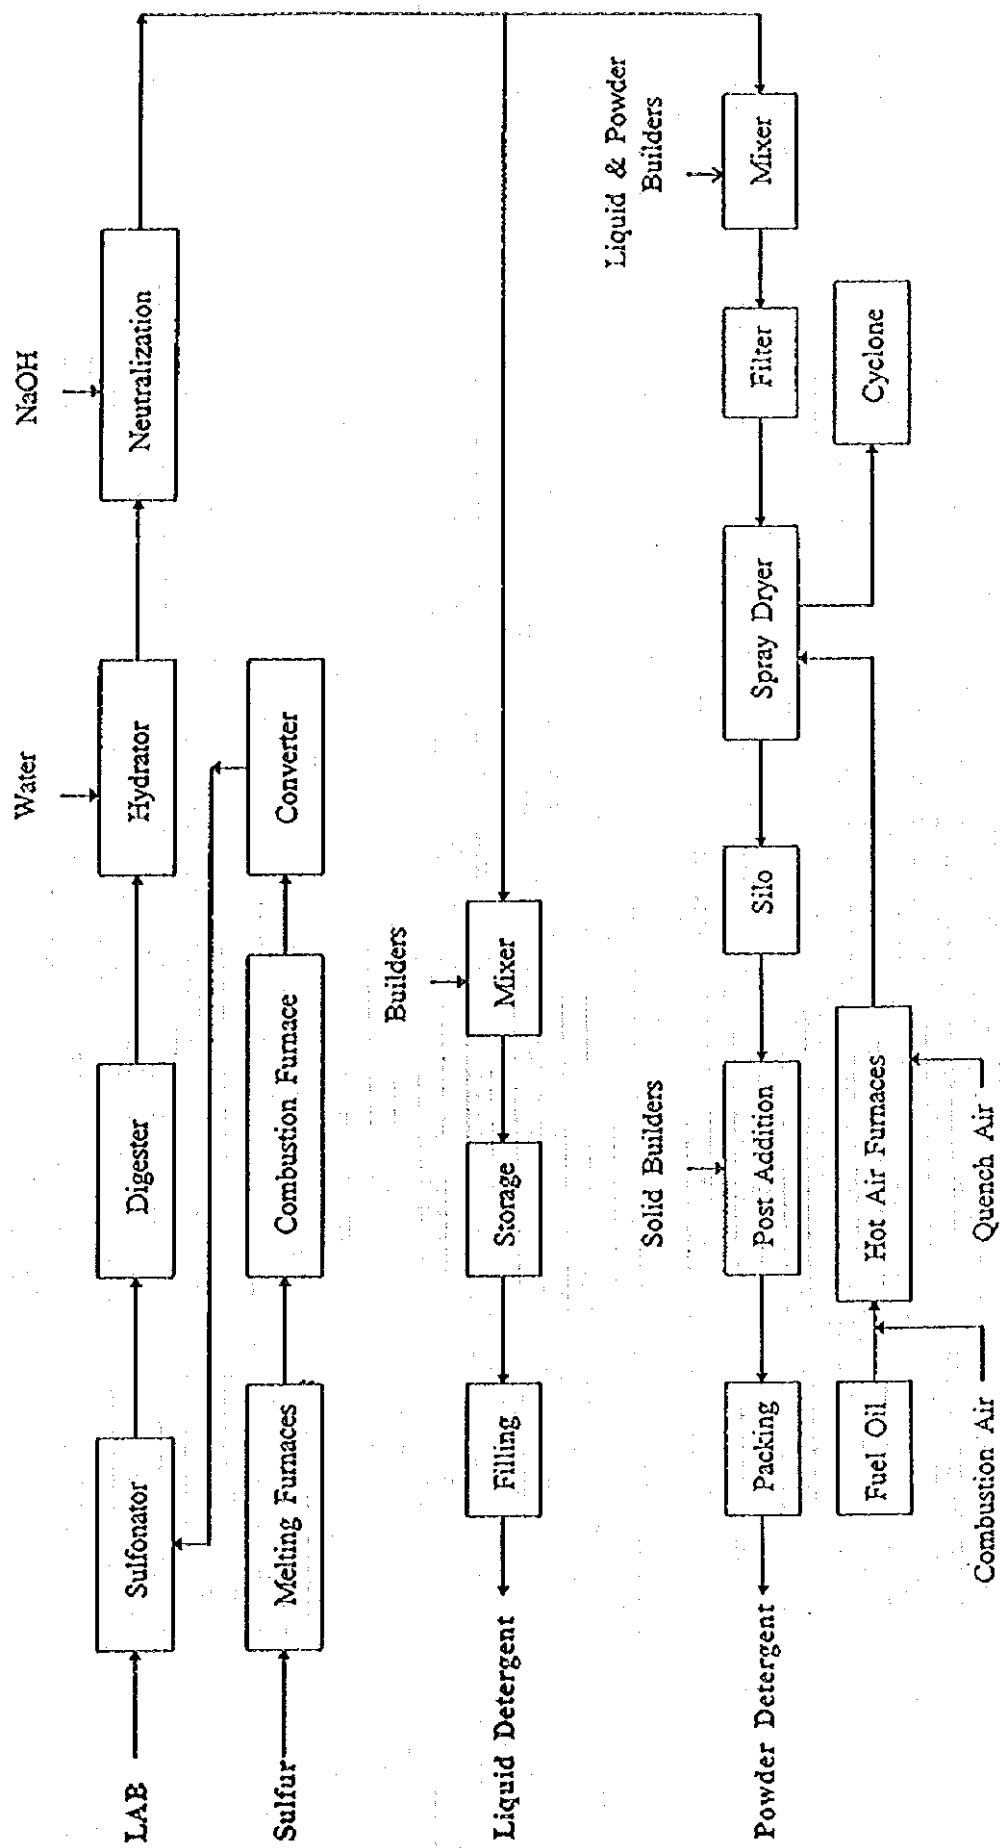 Water
NaOH
LAB
Sulfonator
Digester
Hydrator
Neutralization
Sulfur
Melting Furnaces
Combustion Furnace
Converter
Builders
Liquid Detergent
Filling
Storage
Mixer
Solid Builders
Liquid & Powder
Builders
Powder Detergent
Packing
Post Addition
Silo
Spray Dryer
Filter
Mixer
Fuel Oil
Hot Air Furnaces
Cyclone
Combustion Air
Quench Air